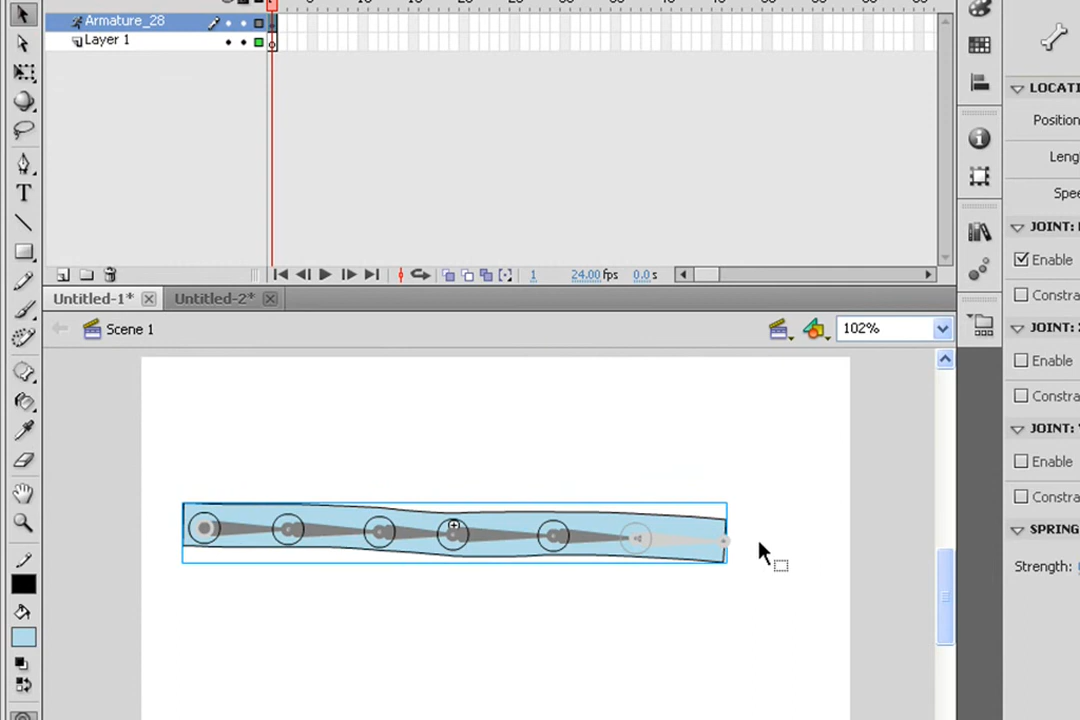 Armature_28
Layer 1
1 24.00 fps 0.0 s
Untitled-1* Untitled-2*
Scene 1
102%
LOCATI
Position
Leng
Spee
JOINT:
Enable
Constra
JOINT:
Enable
Constra
JOINT:
Enable
Constra
SPRING
Strength: